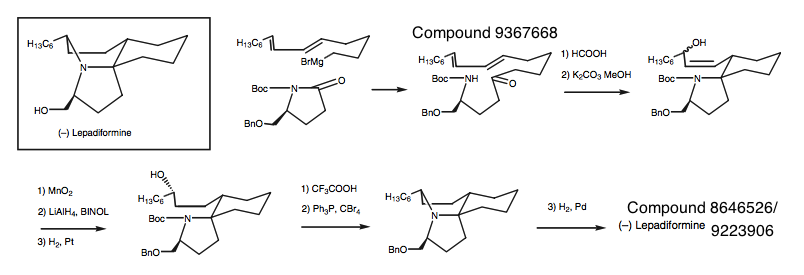 H13C6
N
HO
(–) Lepadiformine
H13C6
BrMg
Boc N O
BnO
Compound 9367668
H13C6
Boc NH O
BnO
1) HCOOH
2) K2CO3 MeOH
OH
H13C6
Boc N
BnO
1) MnO2
2) LiAlH4, BINOL
3) H2, Pt
HO
H13C6
Boc N
BnO
1) CF3COOH
2) Ph3P, CBr4
H13C6
N
BnO
3) H2, Pd
Compound 8646526/
(–) Lepadiformine 9223906